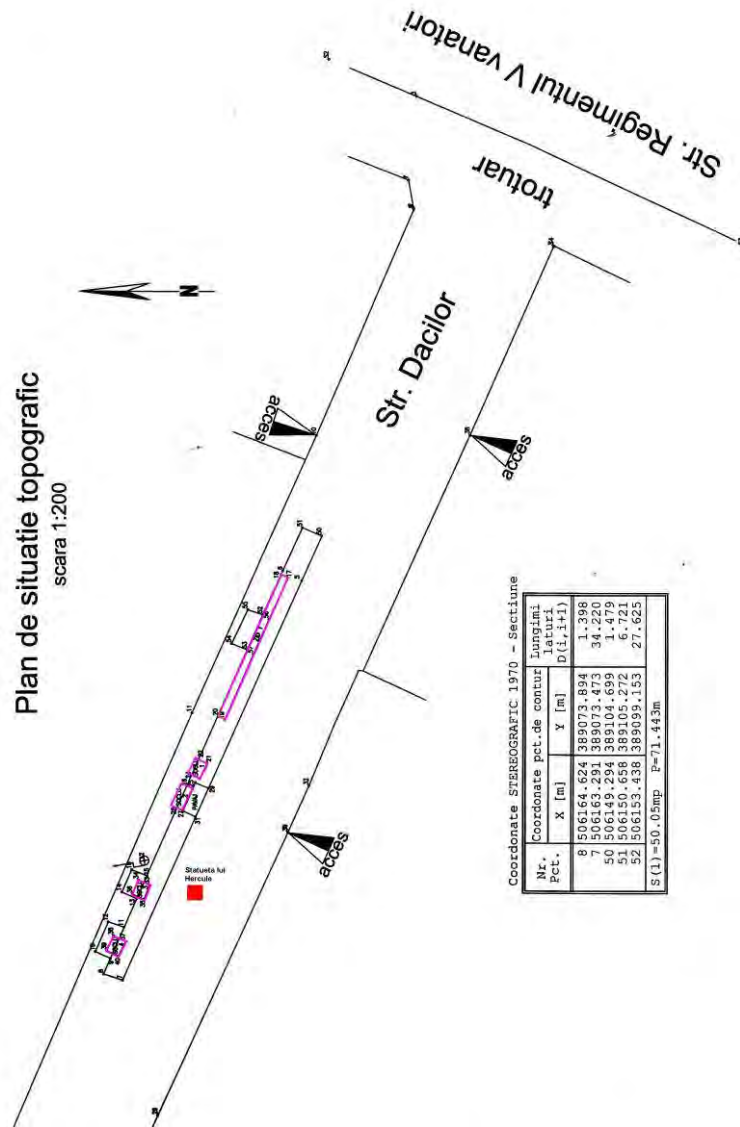 Plan de situatie topografic
scara 1:200
Str. Regimentul V vanatori
trotuar
N
Str. Dacilor
acces
acces
acces
Statueta lui
Hercule
Coordonate STEREOGRAFIC 1970 - Sectiune
Nr. Pct. Coordonate pct.de contur Lungimi laturi D(i,i+1)
X [m] Y [m]
8 506164.624 389073.894 1.398
7 506163.291 389073.473 34.220
50 506149.294 389104.699 1.479
51 506150.658 389105.272 6.721
52 506153.438 389099.153 27.625
S(1)=50.05mp P=71.443m